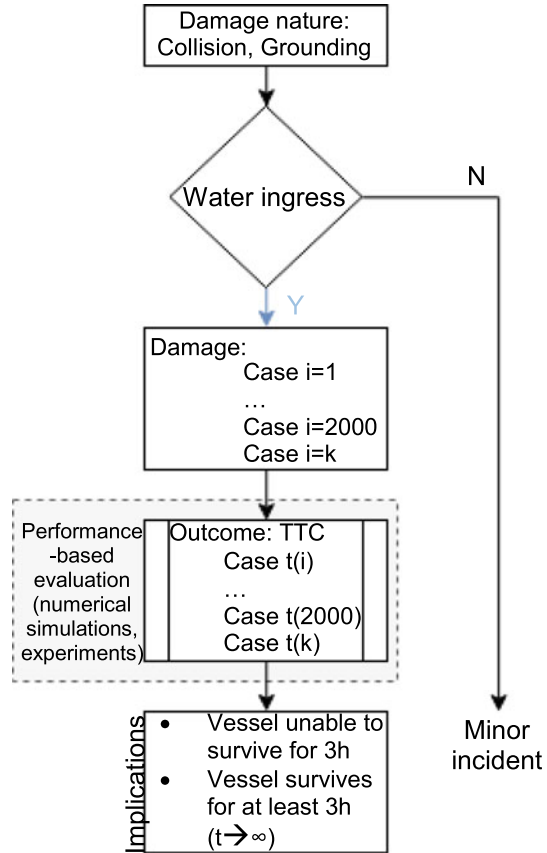 Damage nature:
Collision, Grounding
Water ingress
N
Y
Damage:
Case i=1
...
Case i=2000
Case i=k
Performance
-based
evaluation
(numerical
simulations,
experiments)
Outcome: TTC
Case t(i)
...
Case t(2000)
Case t(k)
Implications
• Vessel unable to
survive for 3h
• Vessel survives
for at least 3h
(t→∞)
Minor
incident